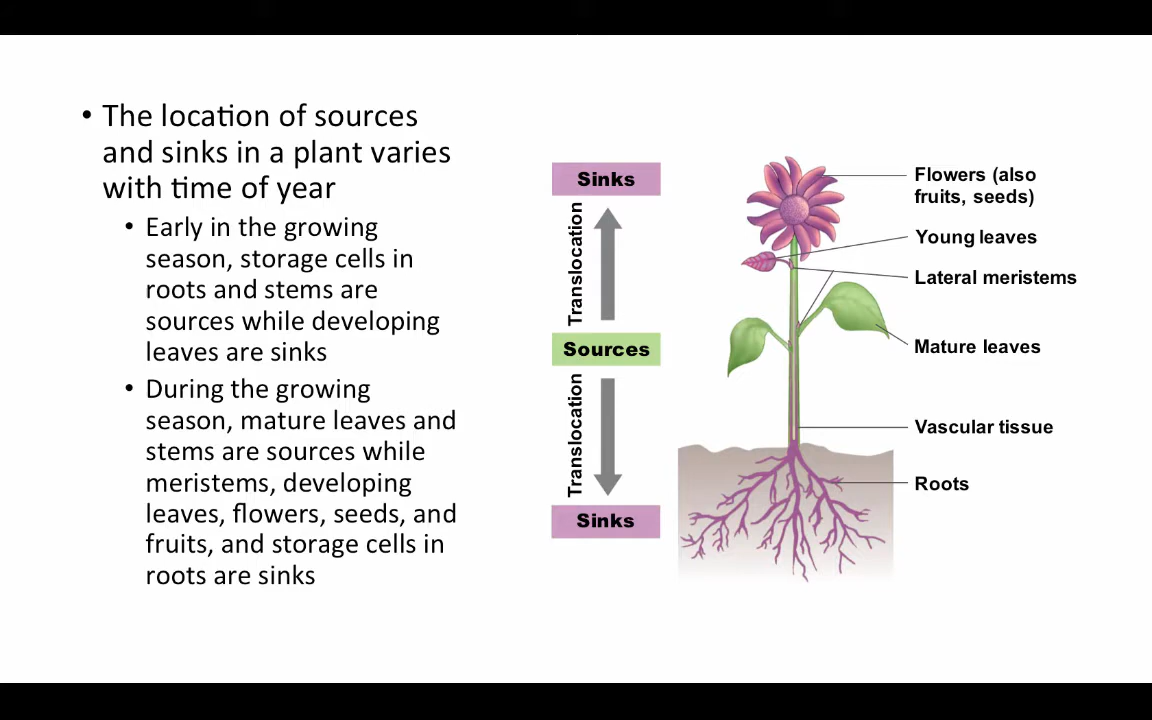 • The location of sources
and sinks in a plant varies
with time of year
• Early in the growing
season, storage cells in
roots and stems are
sources while developing
leaves are sinks
• During the growing
season, mature leaves and
stems are sources while
meristems, developing
leaves, flowers, seeds, and
fruits, and storage cells in
roots are sinks
Sinks
Translocation
Sources
Translocation
Sinks
Flowers (also
fruits, seeds)
Young leaves
Lateral meristems
Mature leaves
Vascular tissue
Roots